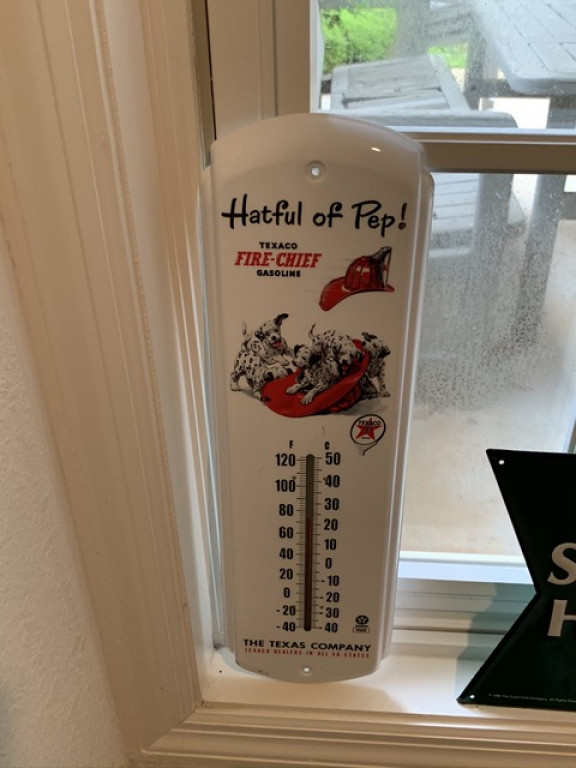 Hatful of Pep!
TEXACO
FIRE-CHIEF
GASOLINE
TEXACO
F C
120 50
100 40
80 30
60 20
40 10
20 0
0 -10
-20 -20
-40 -30
-40
THE TEXAS COMPANY
TEXACO DEALERS IN ALL 48 STATES
S
H